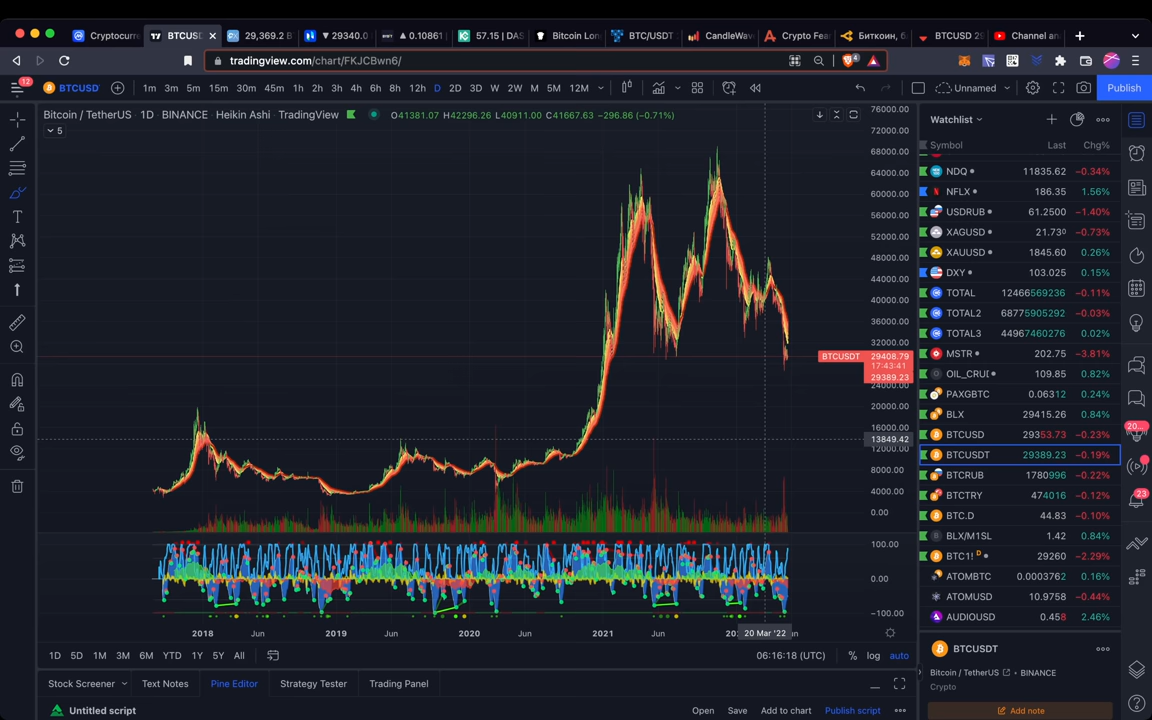 Cryptocurr
BTCUSD
29,369.2 B
▼ 29340.0
▲ 0.10861
57.15 | DAS
Bitcoin Lon
BTC/USDT
CandleWav
Crypto Fea
Биткоин, б
BTCUSD 29
Channel an
tradingview.com/chart/FKJCBwn6/
4
12
BTCUSD
1m 3m 5m 15m 30m 45m 1h 2h 3h 4h 6h 8h 12h D 2D 3D W 2W M 5M 12M
Unnamed
Publish
Bitcoin / TetherUS · 1D · BINANCE · Heikin Ashi · TradingView
O41381.07 H42296.26 L40911.00 C41667.63 −296.86 (−0.71%)
5
76000.00
72000.00
68000.00
64000.00
60000.00
56000.00
52000.00
48000.00
44000.00
40000.00
36000.00
32000.00
BTCUSDT 29408.79
17:43:41
29389.23
24000.00
20000.00
16000.00
13849.42
12000.00
8000.00
4000.00
0.00
100.00
0.00
−100.00
2018 Jun 2019 Jun 2020 Jun 2021 Jun 20 Mar '22
1D 5D 1M 3M 6M YTD 1Y 5Y All
06:16:18 (UTC)
% log auto
Stock Screener
Text Notes
Pine Editor
Strategy Tester
Trading Panel
Untitled script
Open
Save
Add to chart
Publish script
Watchlist
Symbol Last Chg%
NDQ 11835.62 −0.34%
NFLX 186.35 1.56%
USDRUB 61.2500 −1.40%
XAGUSD 21.730 −0.73%
XAUUSD 1845.60 0.26%
DXY 103.025 0.15%
TOTAL 12466569236 −0.11%
TOTAL2 68775905292 −0.03%
TOTAL3 44967460276 0.02%
MSTR 202.75 −3.81%
OIL_CRUD 109.85 0.82%
PAXGBTC 0.06312 0.24%
BLX 29415.26 0.84%
BTCUSD 29353.73 −0.23%
BTCUSDT 29389.23 −0.19%
BTCRUB 1780996 −0.22%
BTCTRY 474016 −0.12%
BTC.D 44.83 −0.10%
BLX/M1SL 1.42 0.84%
BTC1! D 29260 −2.29%
ATOMBTC 0.0003762 0.16%
ATOMUSD 10.9758 −0.44%
AUDIOUSD 0.458 2.46%
BTCUSDT
Bitcoin / TetherUS • BINANCE
Crypto
Add note
20...
23